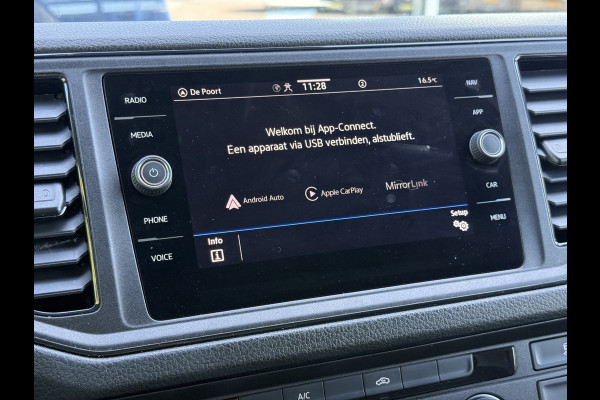 RADIO
MEDIA
PHONE
VOICE
De Poort
11:28
2
16.5°C
Welkom bij App-Connect.
Een apparaat via USB verbinden, alstublieft.
Android Auto
Apple CarPlay
MirrorLink
Info
Setup
NAV
APP
CAR
MENU
A/C